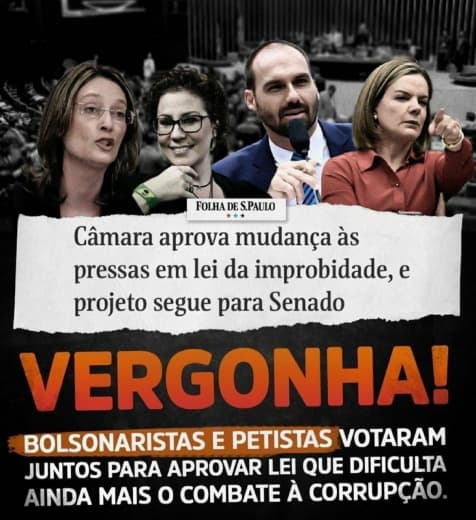 FOLHA DE S.PAULO
Câmara aprova mudança às
pressas em lei da improbidade, e
projeto segue para Senado
VERGONHA!
BOLSONARISTAS E PETISTAS VOTARAM
JUNTOS PARA APROVAR LEI QUE DIFICULTA
AINDA MAIS O COMBATE À CORRUPÇÃO.